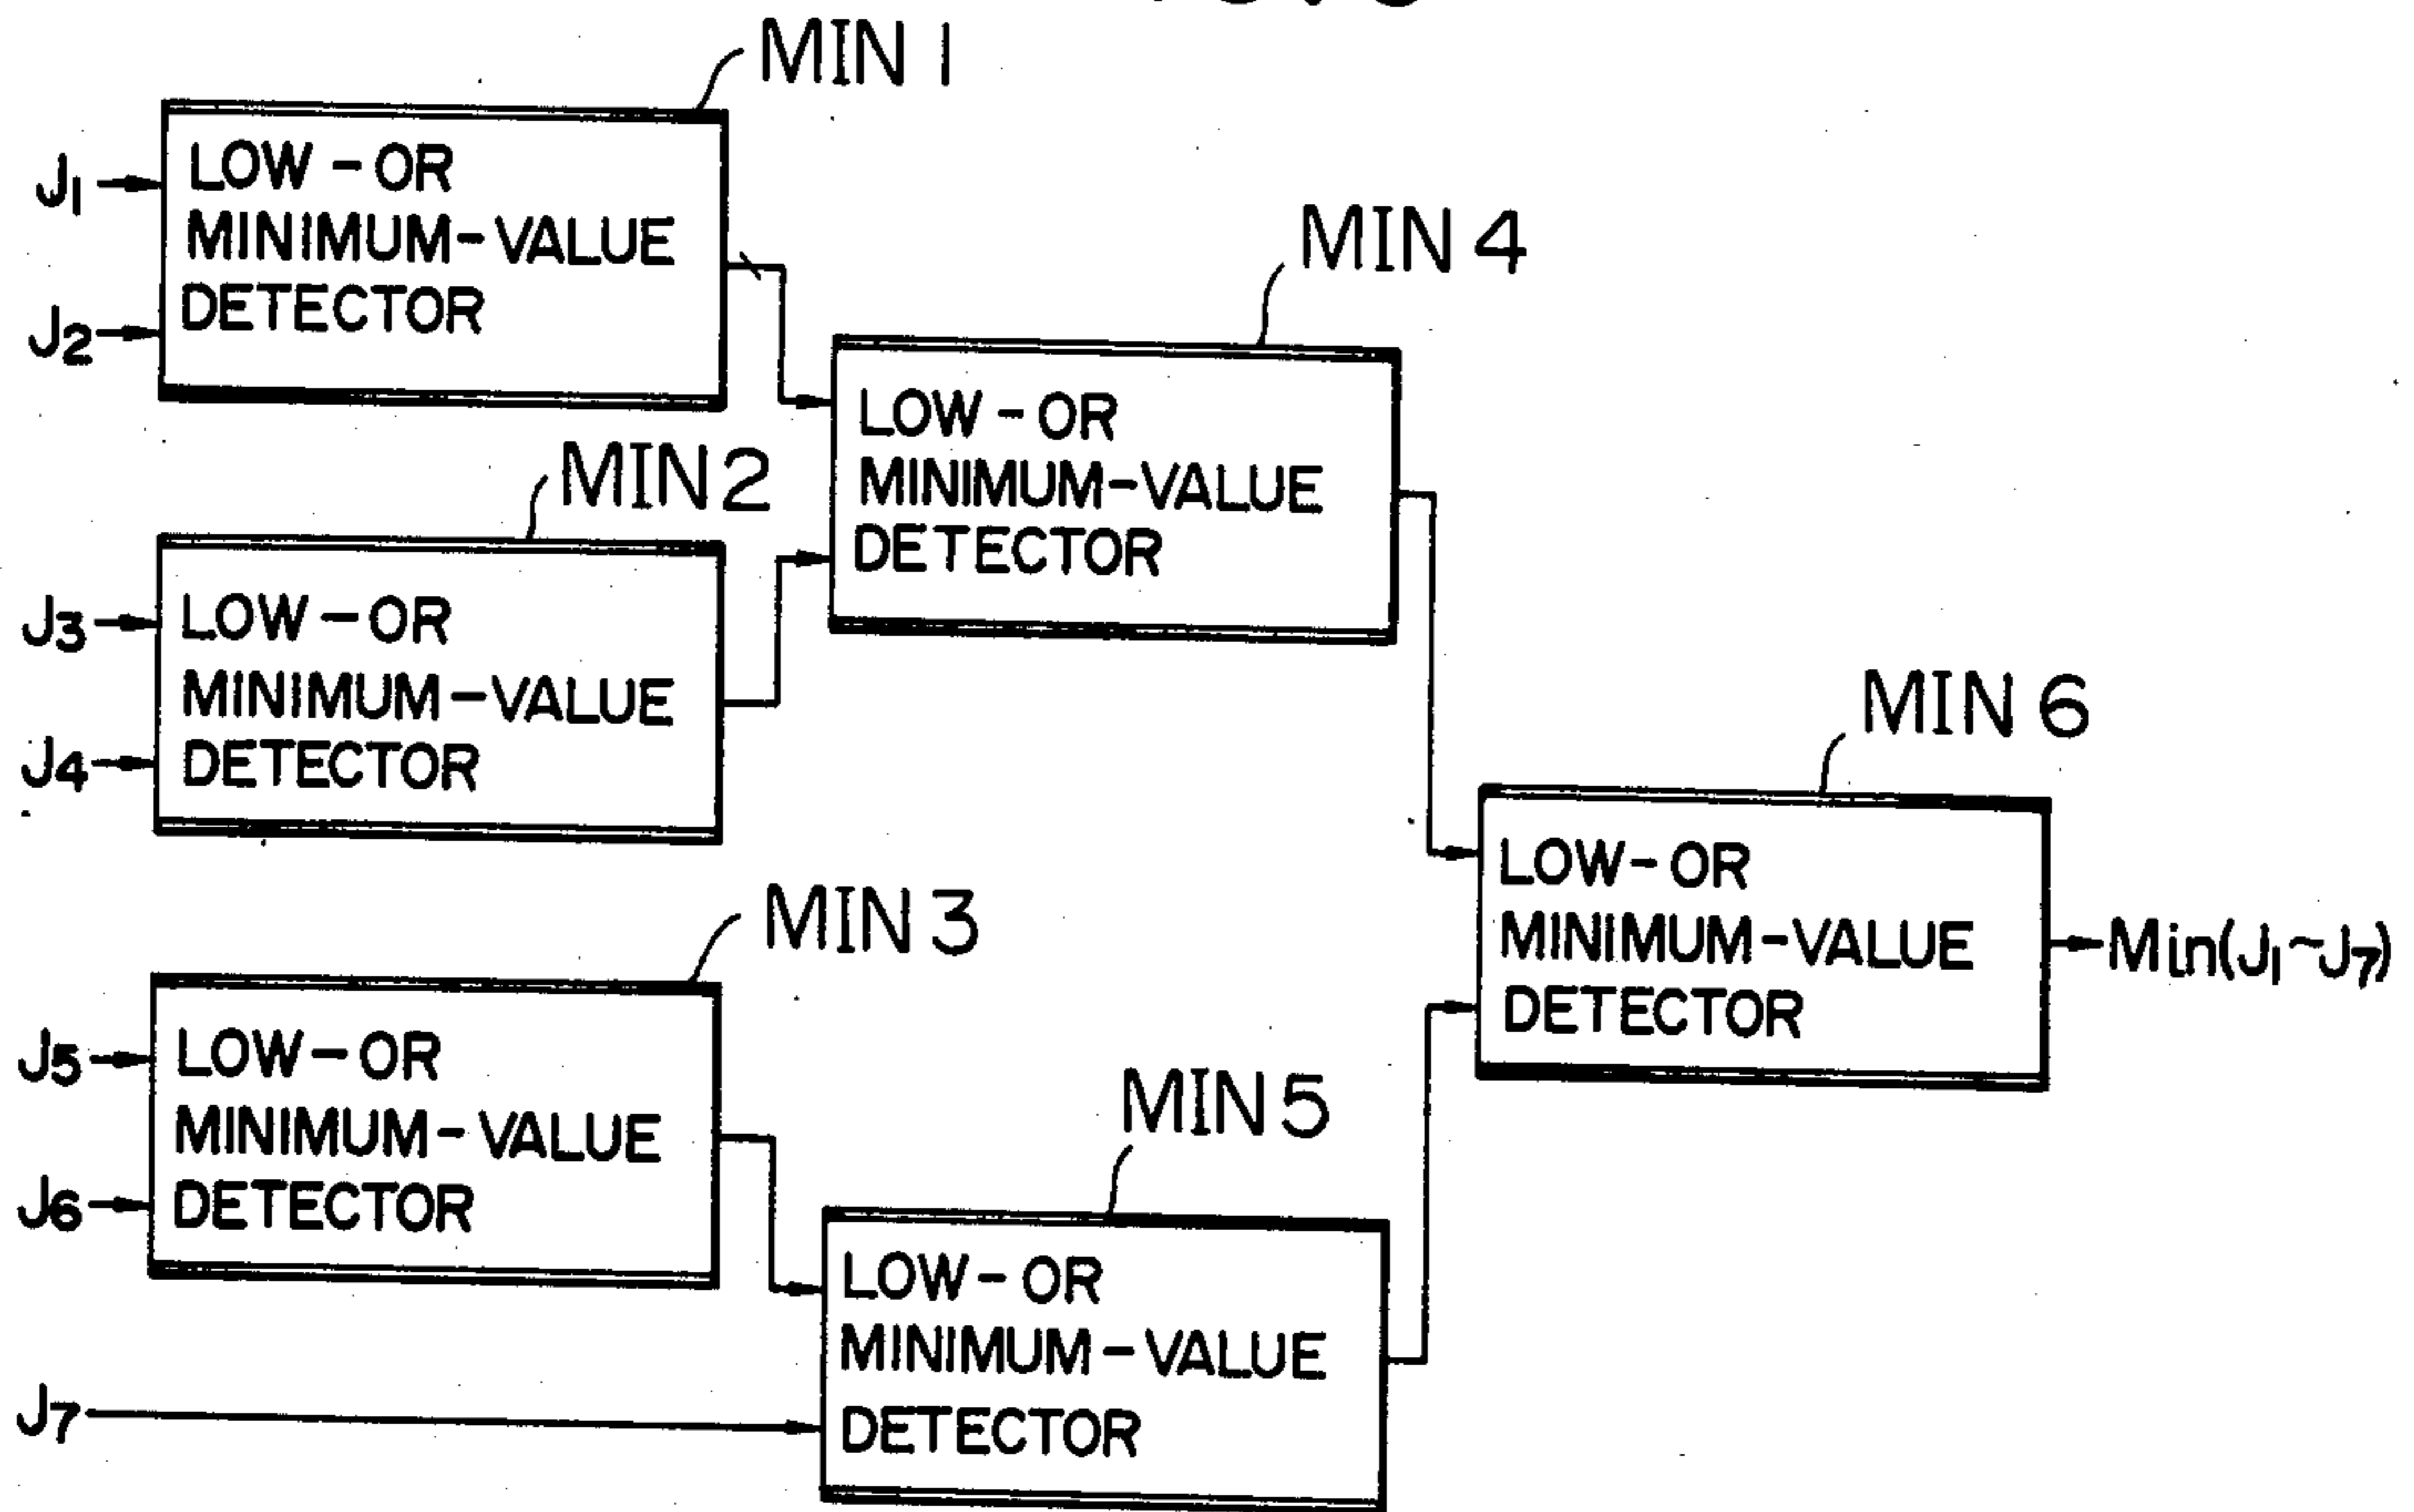 MIN 1
J1
LOW-OR
MINIMUM-VALUE
DETECTOR
J2
MIN 4
LOW-OR
MINIMUM-VALUE
DETECTOR
MIN 2
J3
LOW-OR
MINIMUM-VALUE
DETECTOR
J4
MIN 6
LOW-OR
MINIMUM-VALUE
DETECTOR
Min(J1~J7)
MIN 3
J5
LOW-OR
MINIMUM-VALUE
DETECTOR
J6
MIN 5
LOW-OR
MINIMUM-VALUE
DETECTOR
J7